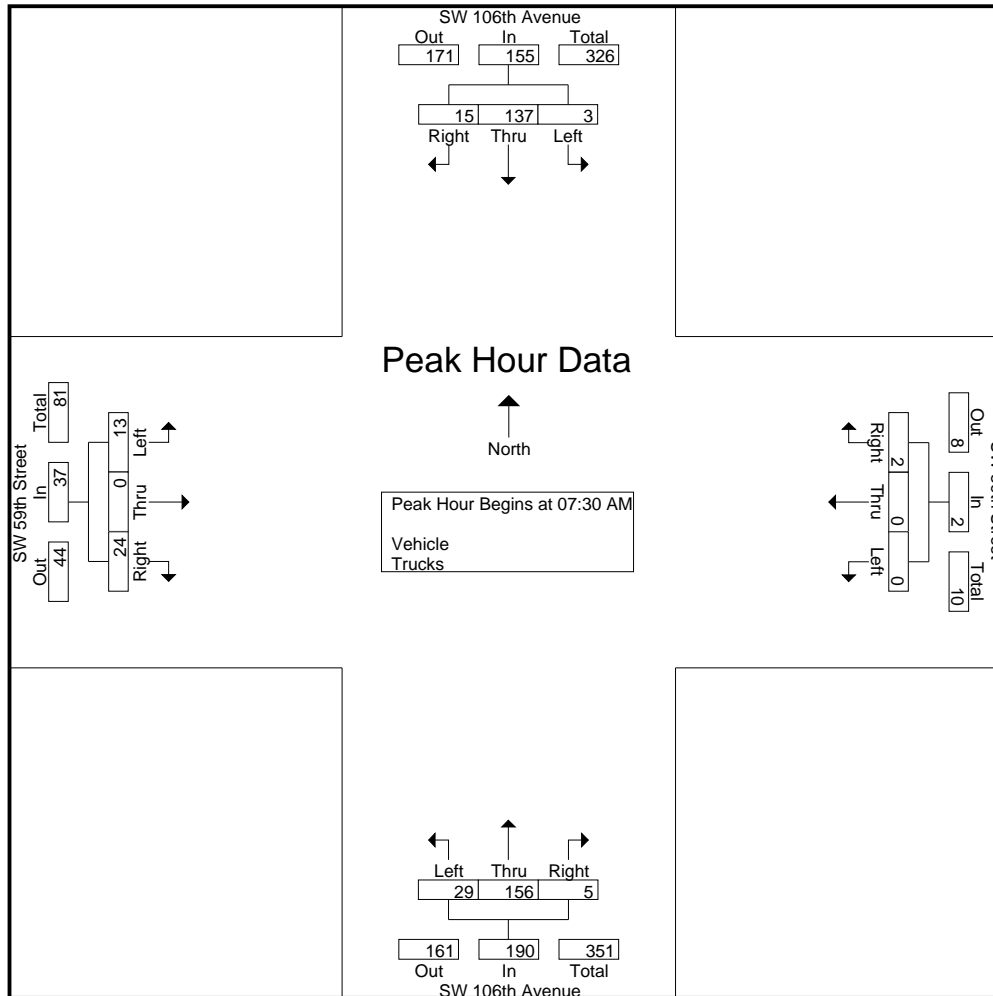 SW 106th Avenue
Out In Total
171 155 326
15 137 3
Right Thru Left
Peak Hour Data
North
Peak Hour Begins at 07:30 AM
Vehicle
Trucks
SW 59th Street
Total In Out
81 37 44
13 0 24
Left Thru Right
Right Thru Left
2 0 0
Out In Total
8 2 10
Street
Left Thru Right
29 156 5
161 190 351
Out In Total
SW 106th Avenue